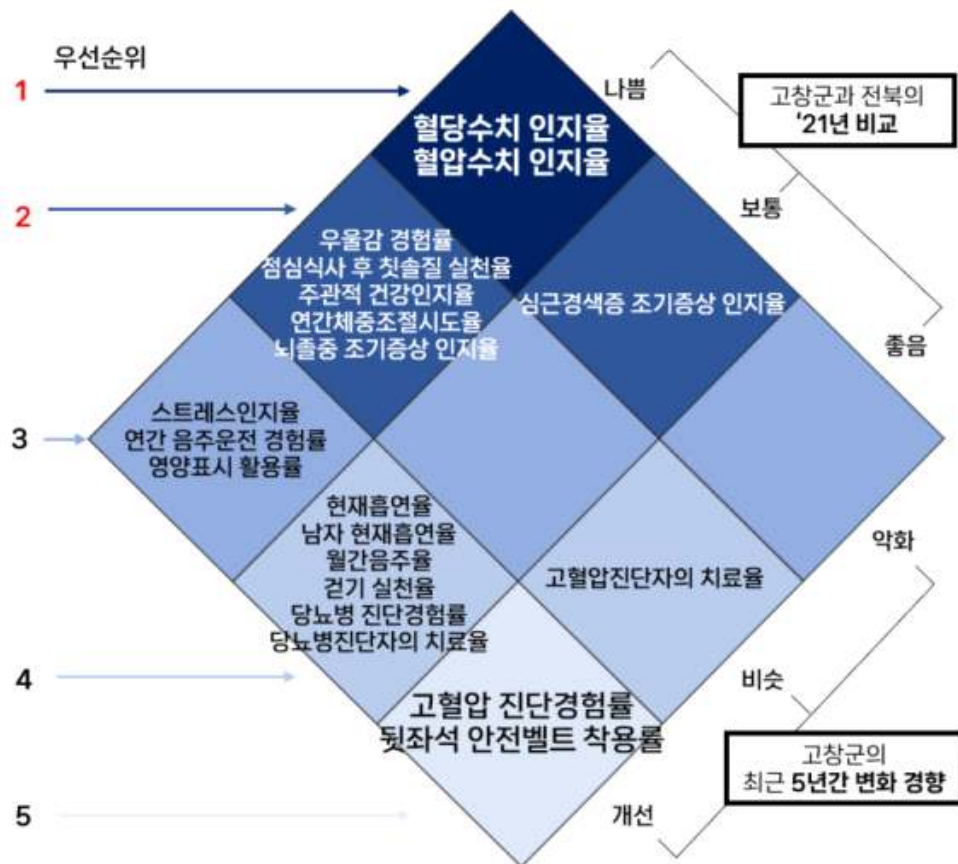 우선순위
1
나쁨
고창군과 전북의
‘21년 비교
혈당수치 인지율
혈압수치 인지율
2
보통
우울감 경험률
점심식사 후 칫솔질 실천율
주관적 건강인지율
연간체중조절시도율
뇌졸중 조기증상 인지율
심근경색증 조기증상 인지율
좋음
3
스트레스인지율
연간 음주운전 경험률
영양표시 활용률
현재흡연율
남자 현재흡연율
월간음주율
걷기 실천율
당뇨병 진단경험률
당뇨병진단자의 치료율
고혈압진단자의 치료율
악화
4
비슷
고혈압 진단경험률
뒷좌석 안전벨트 착용률
고창군의
최근 5년간 변화 경향
5
개선